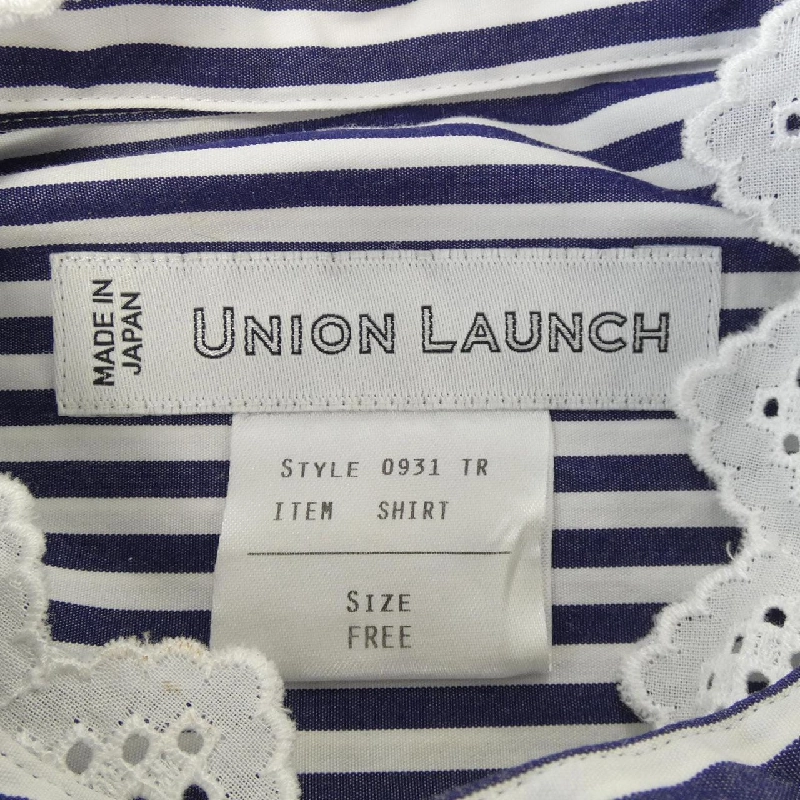 MADE IN
JAPAN
UNION LAUNCH
STYLE 0931 TR
ITEM SHIRT
SIZE
FREE